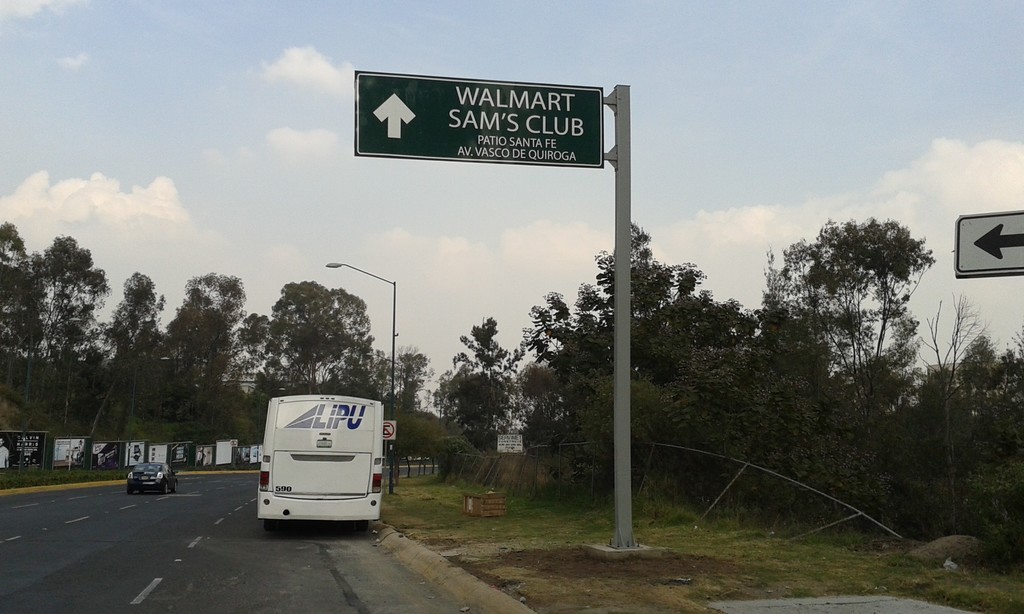 WALMART
SAM'S CLUB
PATIO SANTA FE
AV. VASCO DE QUIROGA
LIPU
590